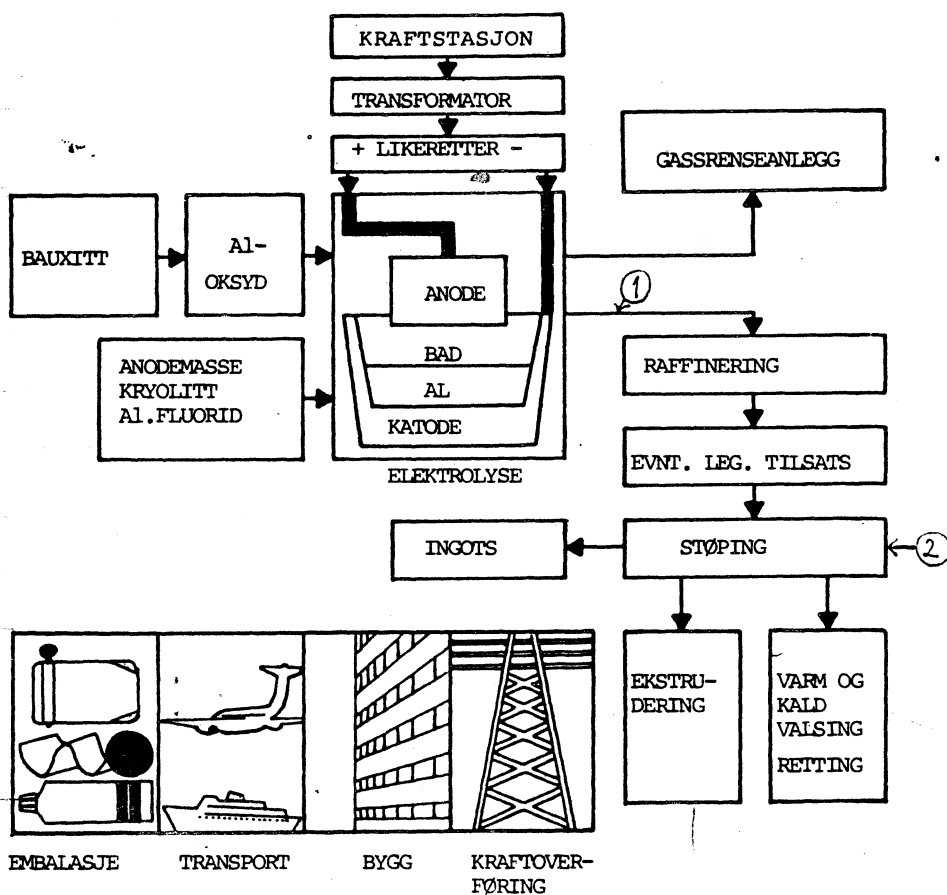 KRAFTSTASJON
TRANSFORMATOR
+ LIKERETTER -
GASSRENSEANLEGG
BAUXITT
Al-
OKSYD
ANODE
1
BAD
AL
KATODE
ELEKTROLYSE
ANODEMASSE
KRYOLITT
Al.FLUORID
RAFFINERING
EVNT. LEG. TILSATS
INGOTS
STØPING
2
EKSTRU-
DERING
VARM OG
KALD
VALSING
RETTING
EMBALASJE
TRANSPORT
BYGG
KRAFTOVER-
FØRING